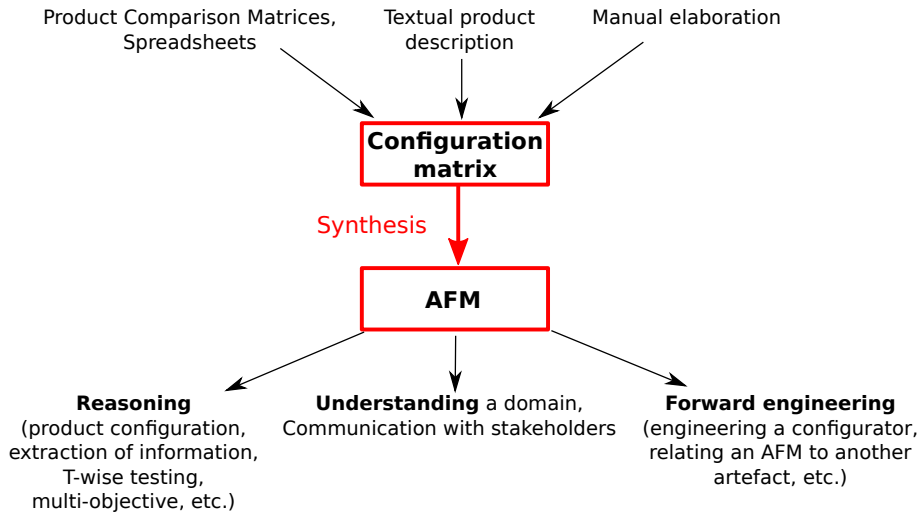 Product Comparison Matrices,
Spreadsheets
Textual product
description
Manual elaboration
Configuration
matrix
Synthesis
AFM
Reasoning
(product configuration,
extraction of information,
T-wise testing,
multi-objective, etc.)
Understanding a domain,
Communication with stakeholders
Forward engineering
(engineering a configurator,
relating an AFM to another
artefact, etc.)